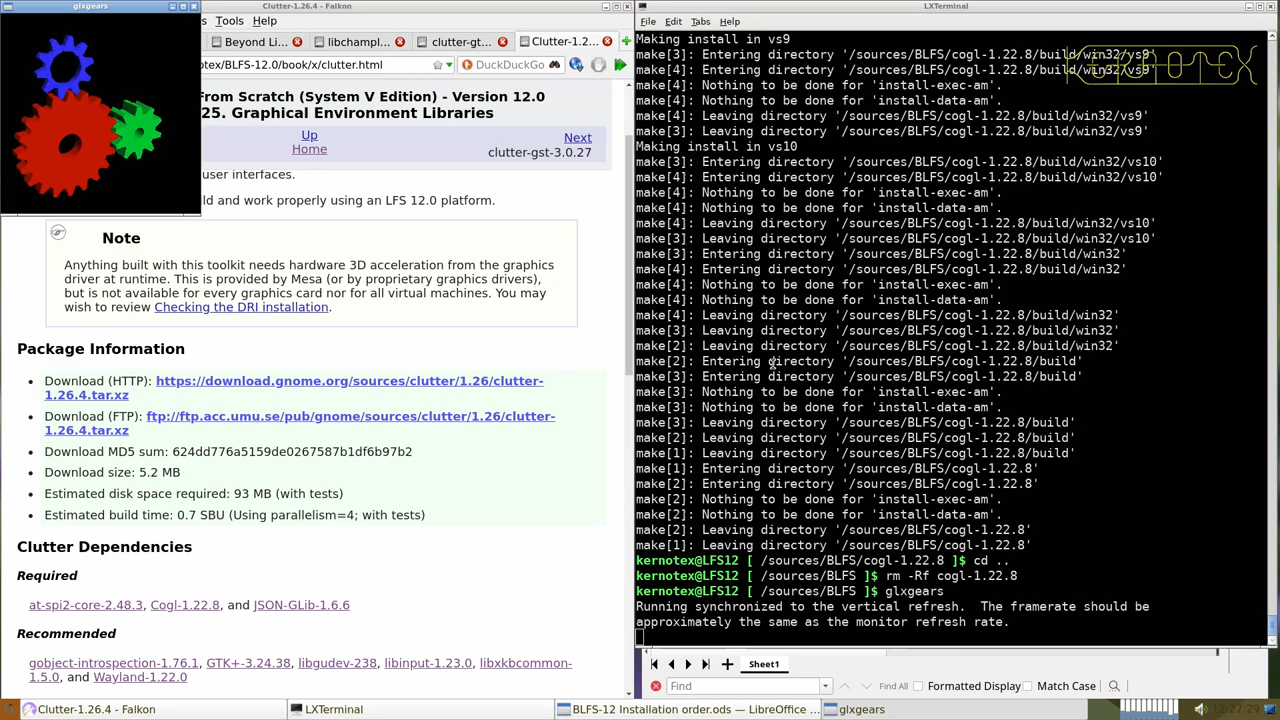 glxgears
Clutter-1.26.4 - Falkon
s Tools Help
Beyond Li...
libchampl...
clutter-gt...
Clutter-1.2...
otex/BLFS-12.0/book/x/clutter.html
DuckDuckGo
From Scratch (System V Edition) - Version 12.0
25. Graphical Environment Libraries
Up
Home
Next
clutter-gst-3.0.27
user interfaces.
ld and work properly using an LFS 12.0 platform.
Note
Anything built with this toolkit needs hardware 3D acceleration from the graphics
driver at runtime. This is provided by Mesa (or by proprietary graphics drivers),
but is not available for every graphics card nor for all virtual machines. You may
wish to review Checking the DRI installation.
Package Information
Download (HTTP): https://download.gnome.org/sources/clutter/1.26/clutter-
1.26.4.tar.xz
Download (FTP): ftp://ftp.acc.umu.se/pub/gnome/sources/clutter/1.26/clutter-
1.26.4.tar.xz
Download MD5 sum: 624dd776a5159de0267587b1df6b97b2
Download size: 5.2 MB
Estimated disk space required: 93 MB (with tests)
Estimated build time: 0.7 SBU (Using parallelism=4; with tests)
Clutter Dependencies
Required
at-spi2-core-2.48.3, Cogl-1.22.8, and JSON-GLib-1.6.6
Recommended
gobject-introspection-1.76.1, GTK+-3.24.38, libgudev-238, libinput-1.23.0, libxkbcommon-
1.5.0, and Wayland-1.22.0
LXTerminal
File Edit Tabs Help
KERNOTEX
Making install in vs9
make[3]: Entering directory '/sources/BLFS/cogl-1.22.8/build/win32/vs9'
make[4]: Entering directory '/sources/BLFS/cogl-1.22.8/build/win32/vs9'
make[4]: Nothing to be done for 'install-exec-am'.
make[4]: Nothing to be done for 'install-data-am'.
make[4]: Leaving directory '/sources/BLFS/cogl-1.22.8/build/win32/vs9'
make[3]: Leaving directory '/sources/BLFS/cogl-1.22.8/build/win32/vs9'
Making install in vs10
make[3]: Entering directory '/sources/BLFS/cogl-1.22.8/build/win32/vs10'
make[4]: Entering directory '/sources/BLFS/cogl-1.22.8/build/win32/vs10'
make[4]: Nothing to be done for 'install-exec-am'.
make[4]: Nothing to be done for 'install-data-am'.
make[4]: Leaving directory '/sources/BLFS/cogl-1.22.8/build/win32/vs10'
make[3]: Leaving directory '/sources/BLFS/cogl-1.22.8/build/win32/vs10'
make[3]: Entering directory '/sources/BLFS/cogl-1.22.8/build/win32'
make[4]: Entering directory '/sources/BLFS/cogl-1.22.8/build/win32'
make[4]: Nothing to be done for 'install-exec-am'.
make[4]: Nothing to be done for 'install-data-am'.
make[4]: Leaving directory '/sources/BLFS/cogl-1.22.8/build/win32'
make[3]: Leaving directory '/sources/BLFS/cogl-1.22.8/build/win32'
make[2]: Leaving directory '/sources/BLFS/cogl-1.22.8/build/win32'
make[2]: Entering directory '/sources/BLFS/cogl-1.22.8/build'
make[3]: Entering directory '/sources/BLFS/cogl-1.22.8/build'
make[3]: Nothing to be done for 'install-exec-am'.
make[3]: Nothing to be done for 'install-data-am'.
make[3]: Leaving directory '/sources/BLFS/cogl-1.22.8/build'
make[2]: Leaving directory '/sources/BLFS/cogl-1.22.8/build'
make[1]: Leaving directory '/sources/BLFS/cogl-1.22.8/build'
make[1]: Entering directory '/sources/BLFS/cogl-1.22.8'
make[2]: Entering directory '/sources/BLFS/cogl-1.22.8'
make[2]: Nothing to be done for 'install-exec-am'.
make[2]: Nothing to be done for 'install-data-am'.
make[2]: Leaving directory '/sources/BLFS/cogl-1.22.8'
make[1]: Leaving directory '/sources/BLFS/cogl-1.22.8'
kernotex@LFS12 [ /sources/BLFS/cogl-1.22.8 ]$ cd ..
kernotex@LFS12 [ /sources/BLFS ]$ rm -Rf cogl-1.22.8
kernotex@LFS12 [ /sources/BLFS ]$ glxgears
Running synchronized to the vertical refresh.  The framerate should be
approximately the same as the monitor refresh rate.
Sheet1
Find
Find All
Formatted Display
Match Case
Clutter-1.26.4 - Falkon
LXTerminal
BLFS-12 Installation order.ods — LibreOffice ...
glxgears
12:27:29